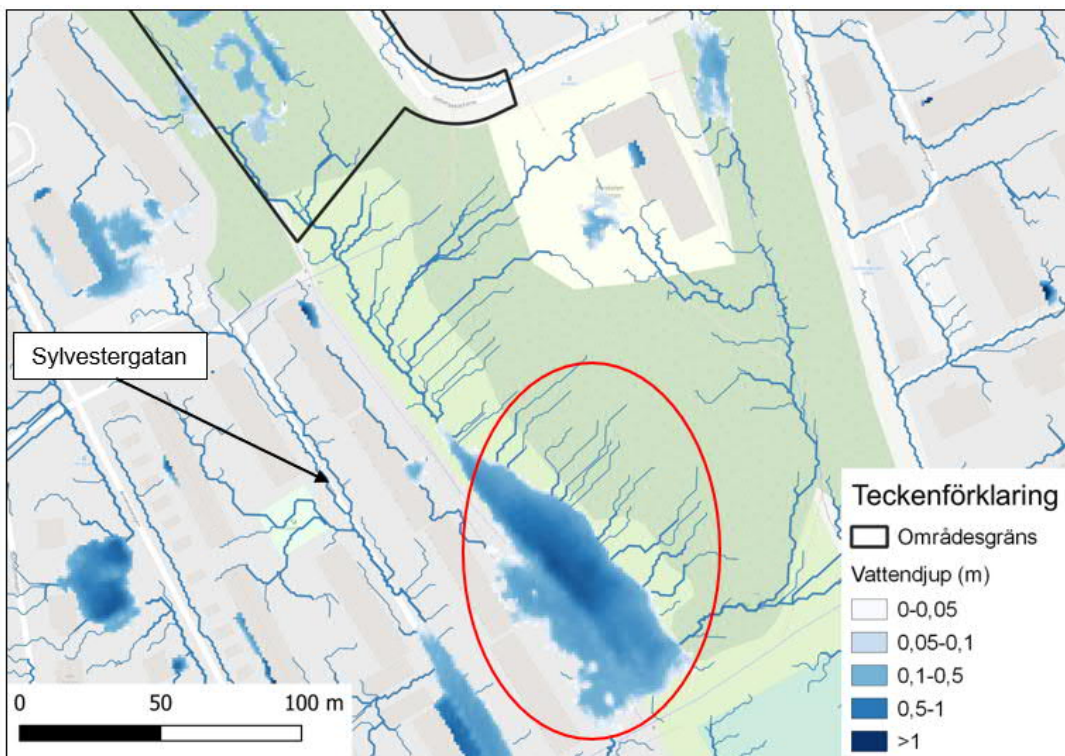 Sylvestergatan
Teckenförklaring
Områdesgräns
Vattendjup (m)
0-0,05
0,05-0,1
0,1-0,5
0,5-1
>1
0 50 100 m